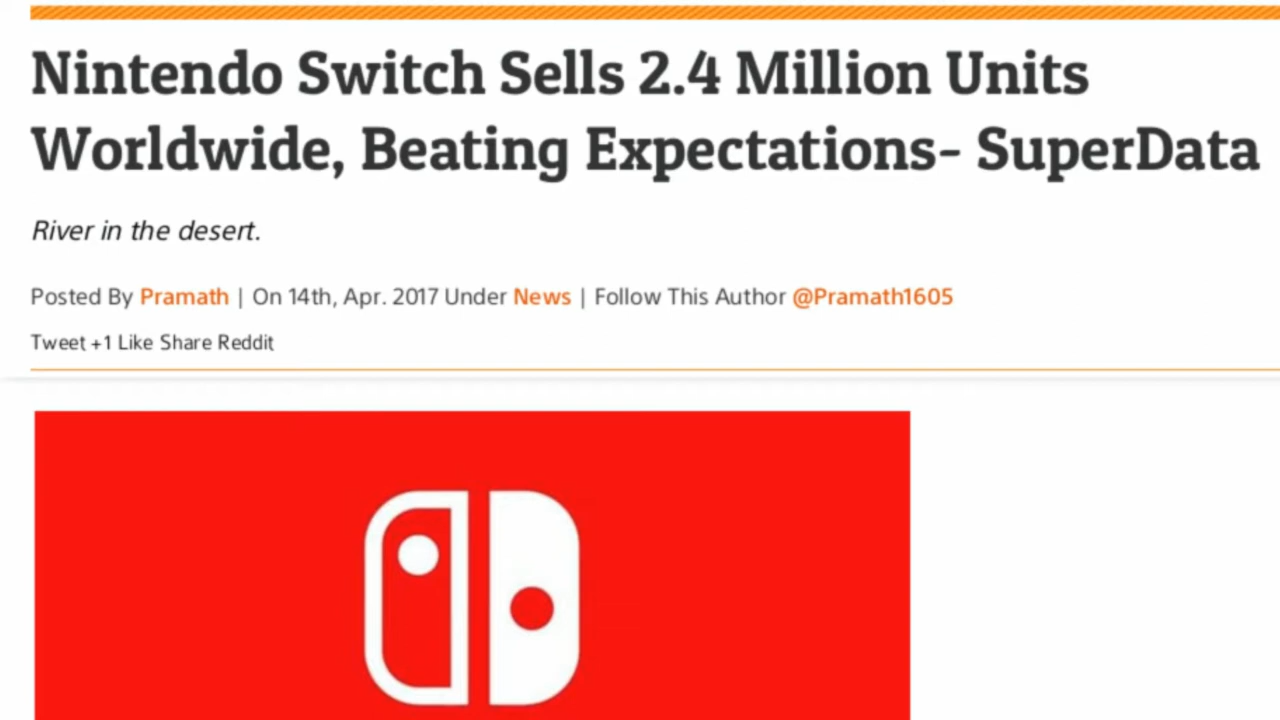 Nintendo Switch Sells 2.4 Million Units
Worldwide, Beating Expectations- SuperData
River in the desert.
Posted By Pramath | On 14th, Apr. 2017 Under News | Follow This Author @Pramath1605
Tweet +1 Like Share Reddit